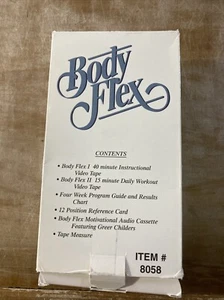 Body
Flex
CONTENTS
• Body Flex I 40 minute Instructional
Video Tape
• Body Flex II 15 minute Daily Workout
Video Tape
• Four Week Program Guide and Results
Chart
• 12 Position Reference Card
• Body Flex Motivational Audio Cassette
Featuring Greer Childers
• Tape Measure
ITEM #
8058